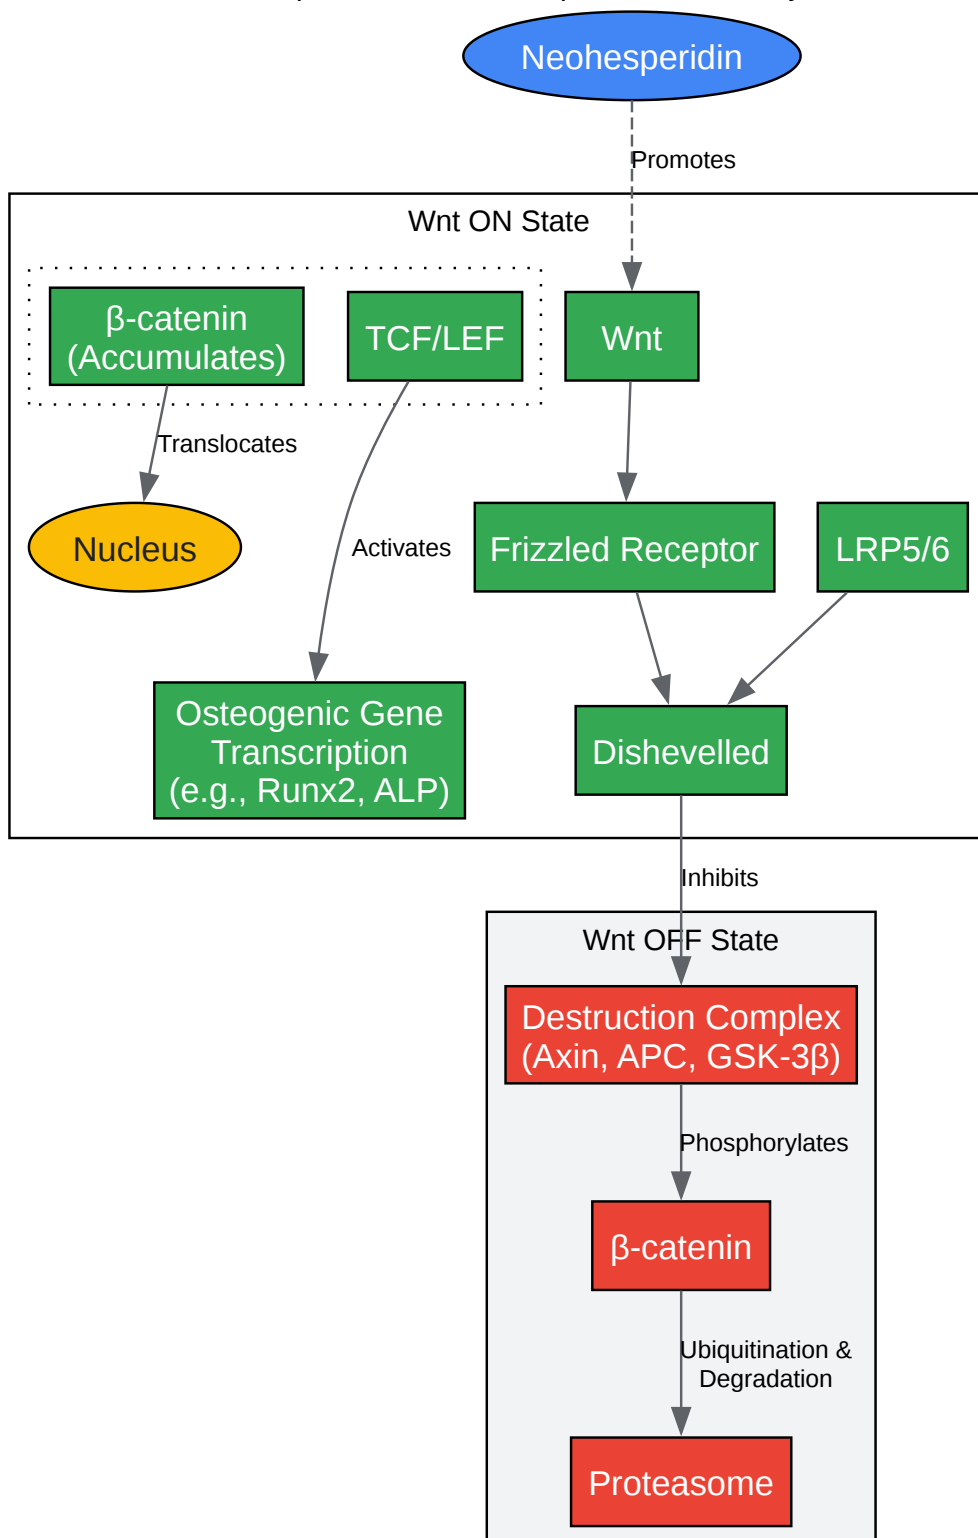 Neohesperidin
Promotes
Wnt ON State
β-catenin
(Accumulates)
TCF/LEF
Wnt
Translocates
Nucleus
Activates
Frizzled Receptor
LRP5/6
Osteogenic Gene
Transcription
(e.g., Runx2, ALP)
Dishevelled
Inhibits
Wnt OFF State
Destruction Complex
(Axin, APC, GSK-3β)
Phosphorylates
β-catenin
Ubiquitination &
Degradation
Proteasome